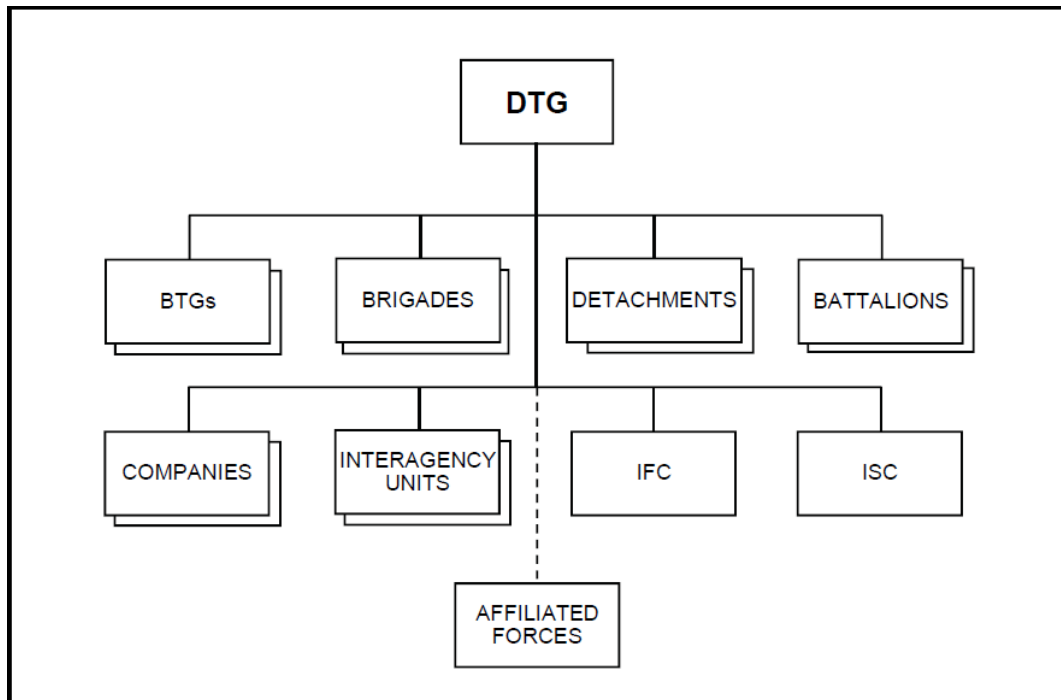 DTG
BTGs
BRIGADES
DETACHMENTS
BATTALIONS
COMPANIES
INTERAGENCY
UNITS
IFC
ISC
AFFILIATED
FORCES